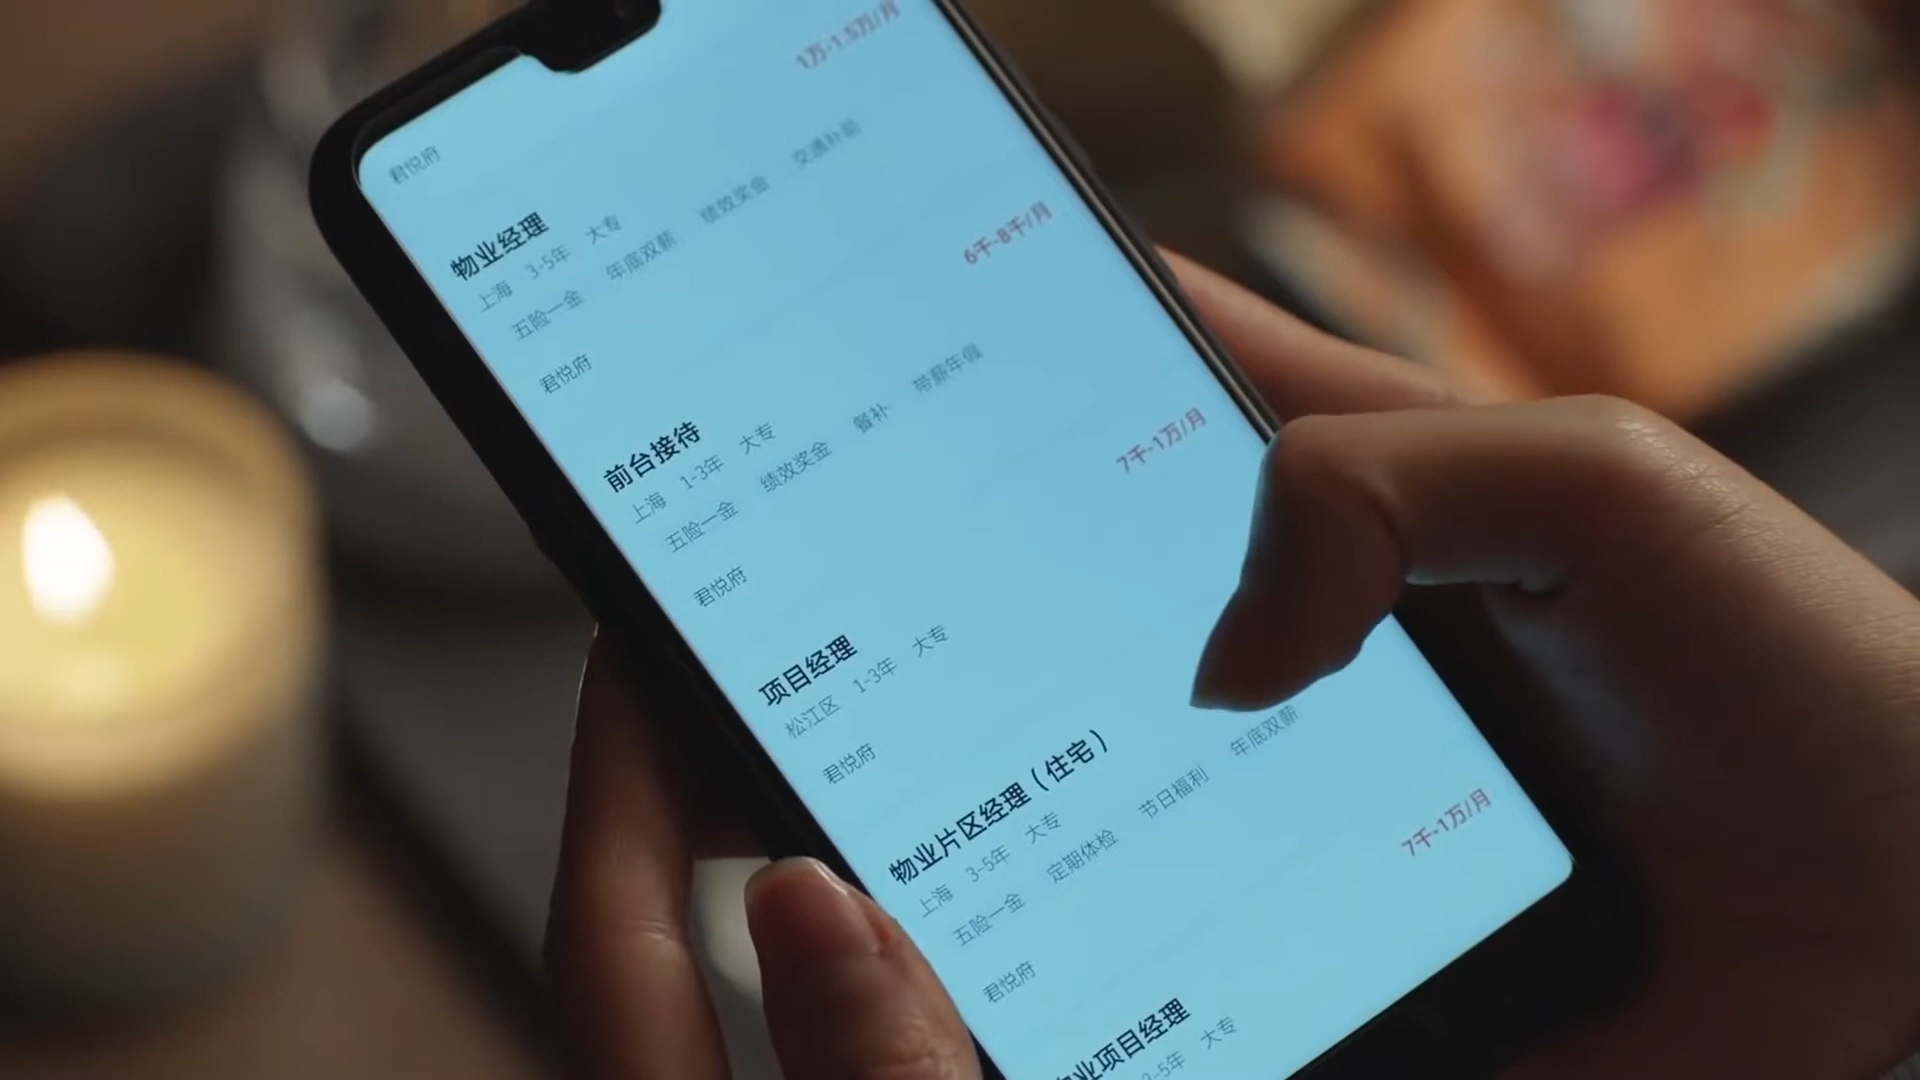 君悦府
物业经理 1万-1.5万/月
上海 3-5年 大专
五险一金 年底双薪 绩效奖金 交通补助
君悦府
前台接待 6千-8千/月
上海 1-3年 大专
五险一金 绩效奖金 餐补 带薪年假
君悦府
项目经理 7千-1万/月
松江区 1-3年 大专
君悦府
物业片区经理（住宅）
上海 3-5年 大专
五险一金 定期体检 节日福利 年底双薪
君悦府
业项目经理 7千-1万/月
-5年 大专